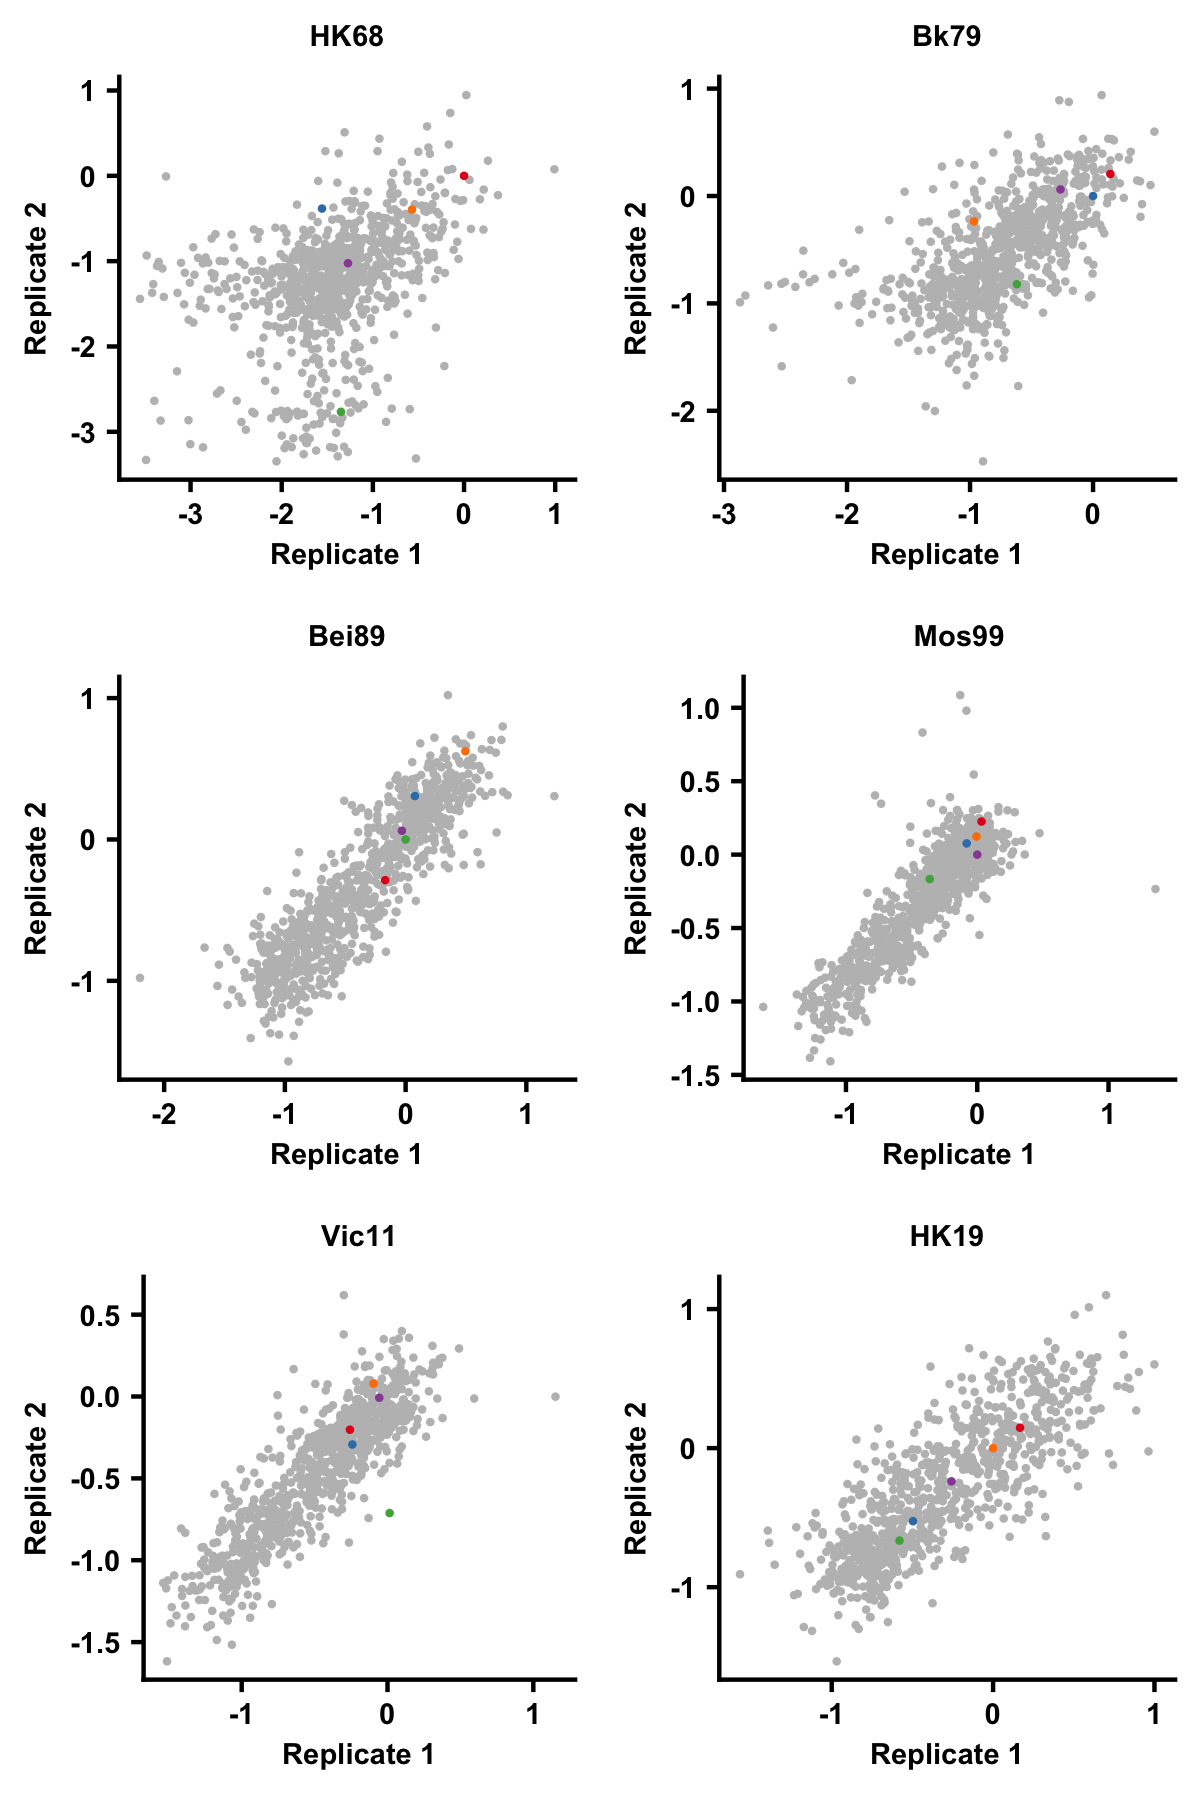 HK68
Bk79
1
0
-1
-2
-3
Replicate 2
-3 -2 -1 0 1
Replicate 1
1
0
-1
-2
Replicate 2
-3 -2 -1 0
Replicate 1
Bei89
Mos99
1
0
-1
Replicate 2
-2 -1 0 1
Replicate 1
1.0
0.5
0.0
-0.5
-1.0
-1.5
Replicate 2
-1 0 1
Replicate 1
Vic11
HK19
0.5
0.0
-0.5
-1.0
-1.5
Replicate 2
-1 0 1
Replicate 1
1
0
-1
Replicate 2
-1 0 1
Replicate 1